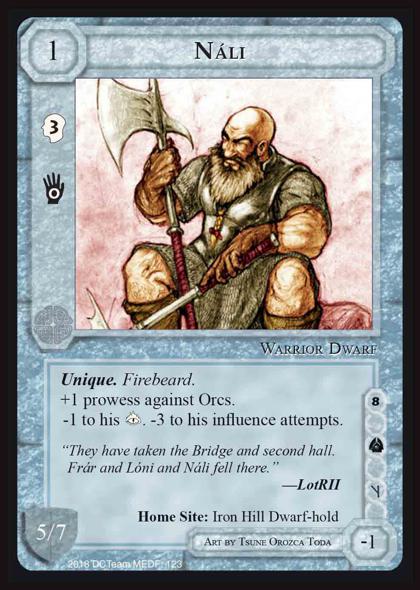 1
NÁLI
3
0
WARRIOR DWARF
Unique. Firebeard.
+1 prowess against Orcs.
-1 to his . -3 to his influence attempts.
“They have taken the Bridge and second hall.
Frár and Lóni and Náli fell there.”
—LotRII
8
Home Site: Iron Hill Dwarf-hold
5/7
ART BY TSUNE OROZCA TODA
-1
2018 DCTeam MEDF: 123